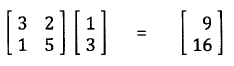 [ 3 2 ] [ 1 ] = [ 9 ]
[ 1 5 ] [ 3 ] [ 16 ]